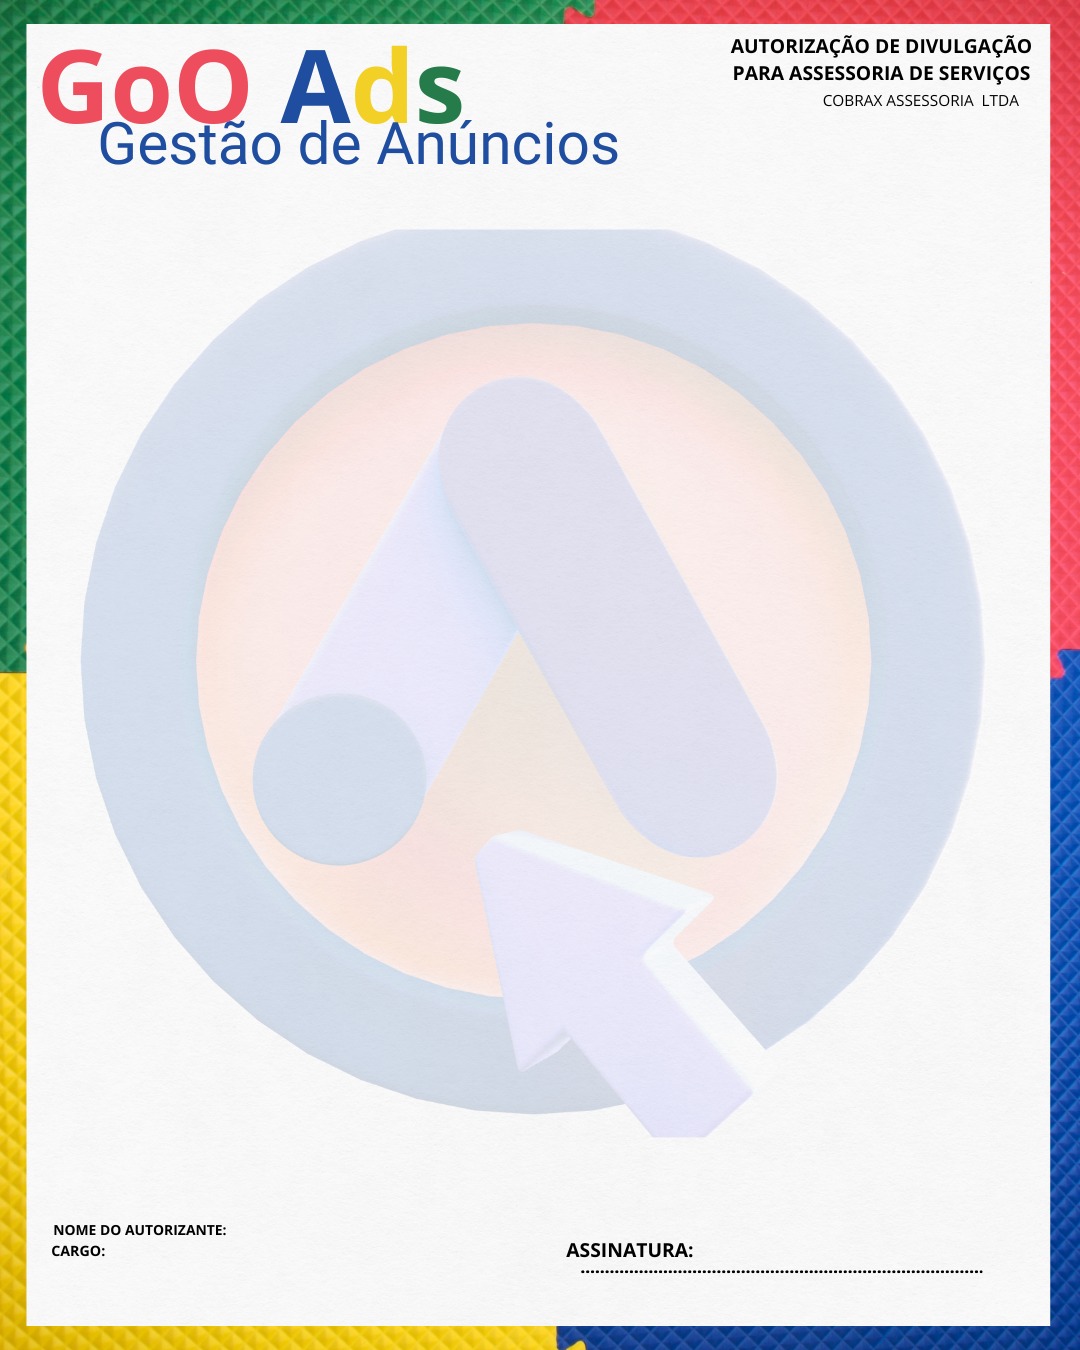 GoO Ads
Gestão de Anúncios
AUTORIZAÇÃO DE DIVULGAÇÃO
PARA ASSESSORIA DE SERVIÇOS
COBRAX ASSESSORIA LTDA
NOME DO AUTORIZANTE:
CARGO:
ASSINATURA: